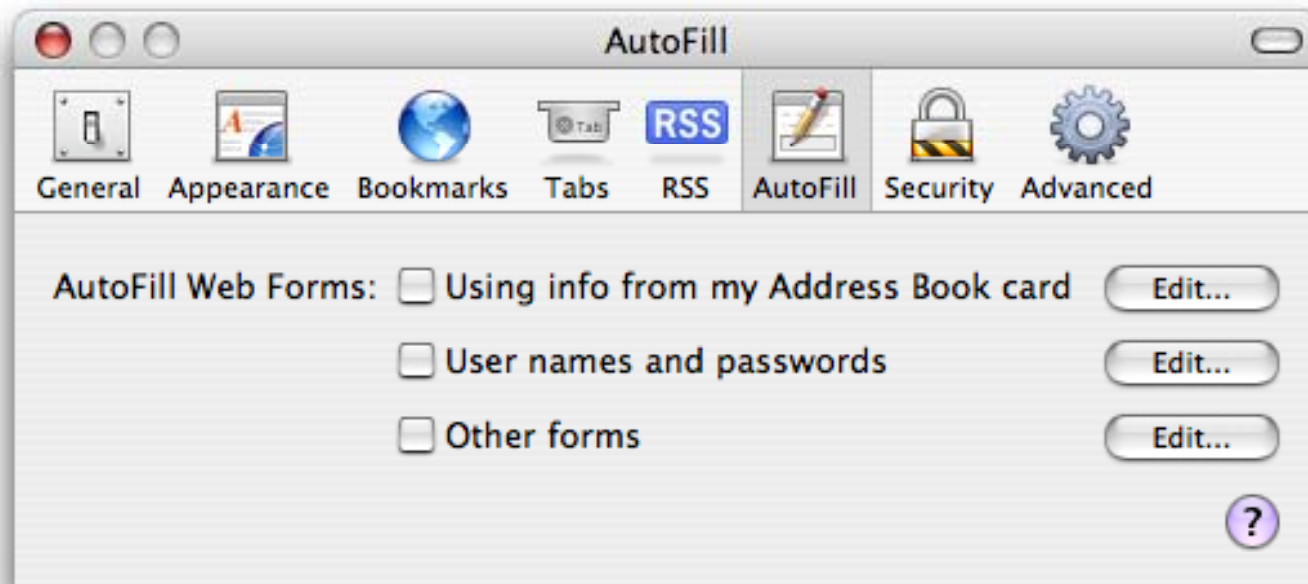 AutoFill
Tab
RSS
General Appearance Bookmarks Tabs RSS AutoFill Security Advanced
AutoFill Web Forms: Using info from my Address Book card Edit...
User names and passwords Edit...
Other forms Edit...
?